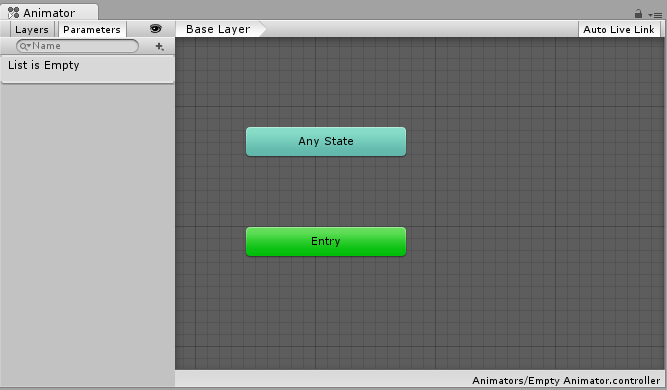 Animator
Layers Parameters
Base Layer
Auto Live Link
Name
List is Empty
Any State
Entry
Animators/Empty Animator.controller